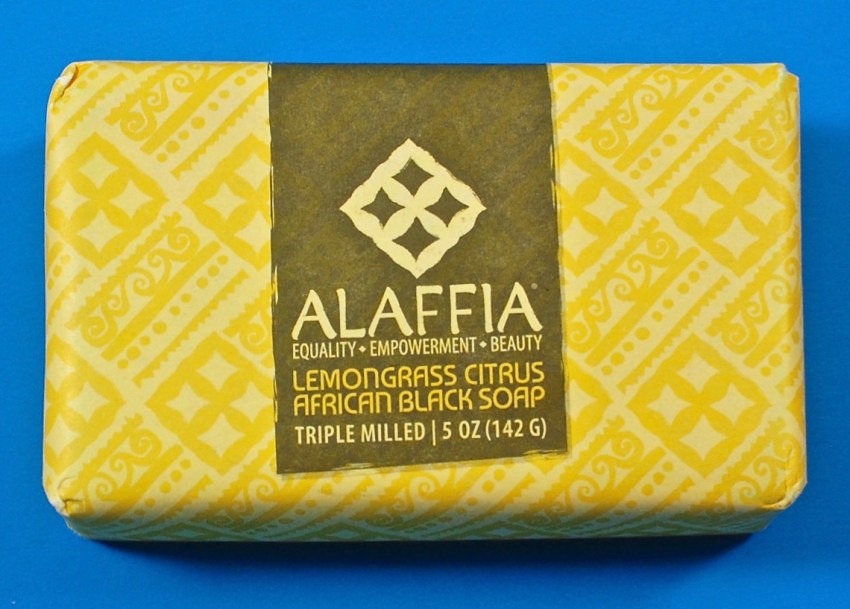 ALAFFIA®
EQUALITY • EMPOWERMENT • BEAUTY
LEMONGRASS CITRUS
AFRICAN BLACK SOAP
TRIPLE MILLED | 5 OZ (142 G)